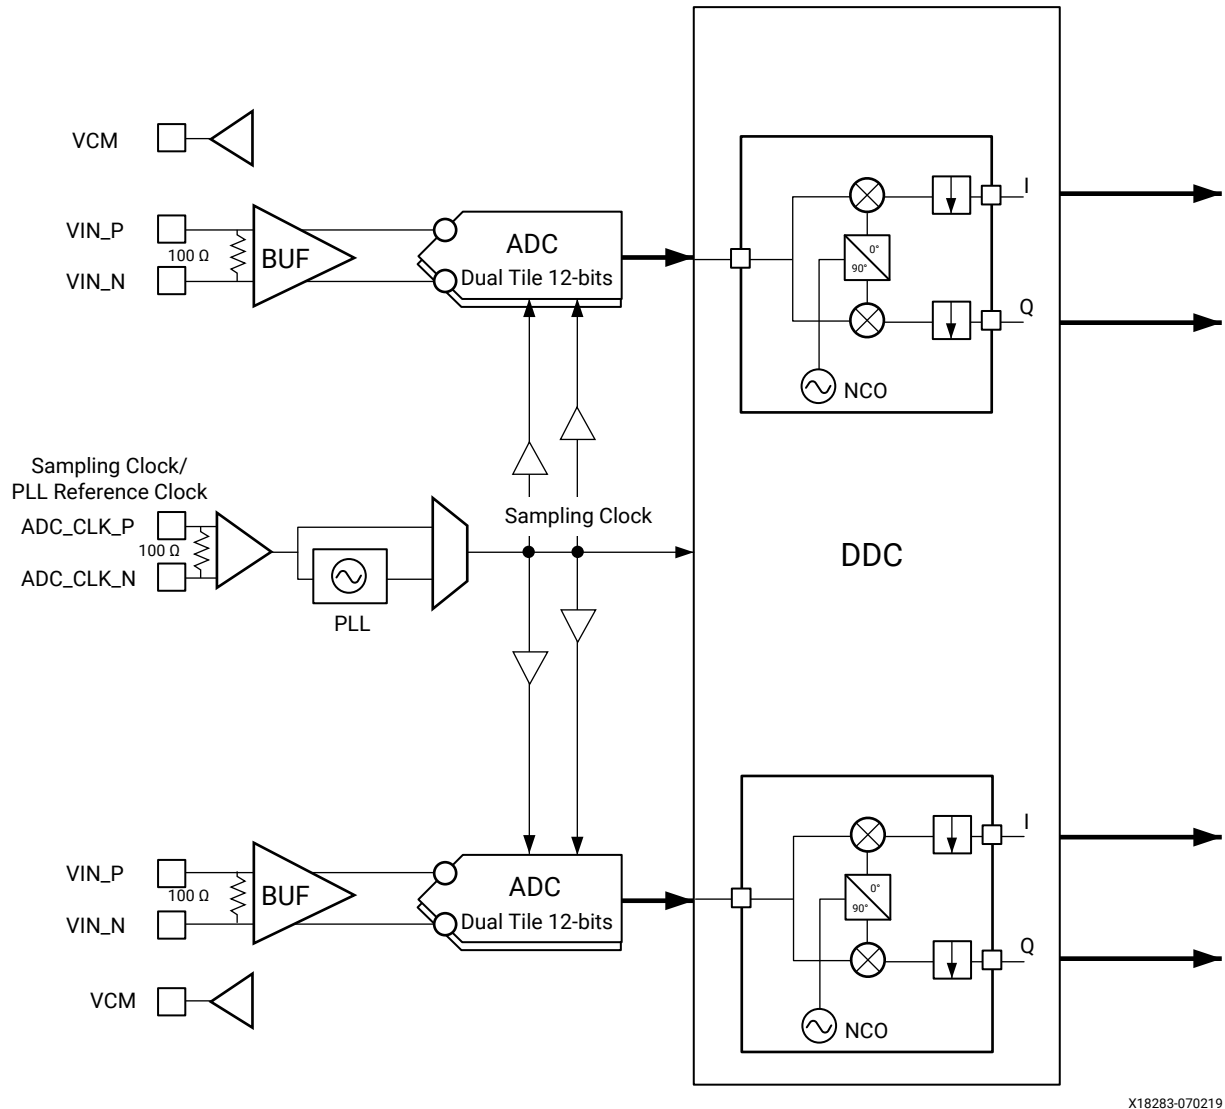 VCM
VIN_P
100 Ω
VIN_N
BUF
ADC
Dual Tile 12-bits
I
0°
90°
Q
NCO
Sampling Clock/
PLL Reference Clock
ADC_CLK_P
100 Ω
ADC_CLK_N
PLL
Sampling Clock
DDC
VIN_P
100 Ω
VIN_N
BUF
ADC
Dual Tile 12-bits
I
0°
90°
Q
NCO
VCM
X18283-070219